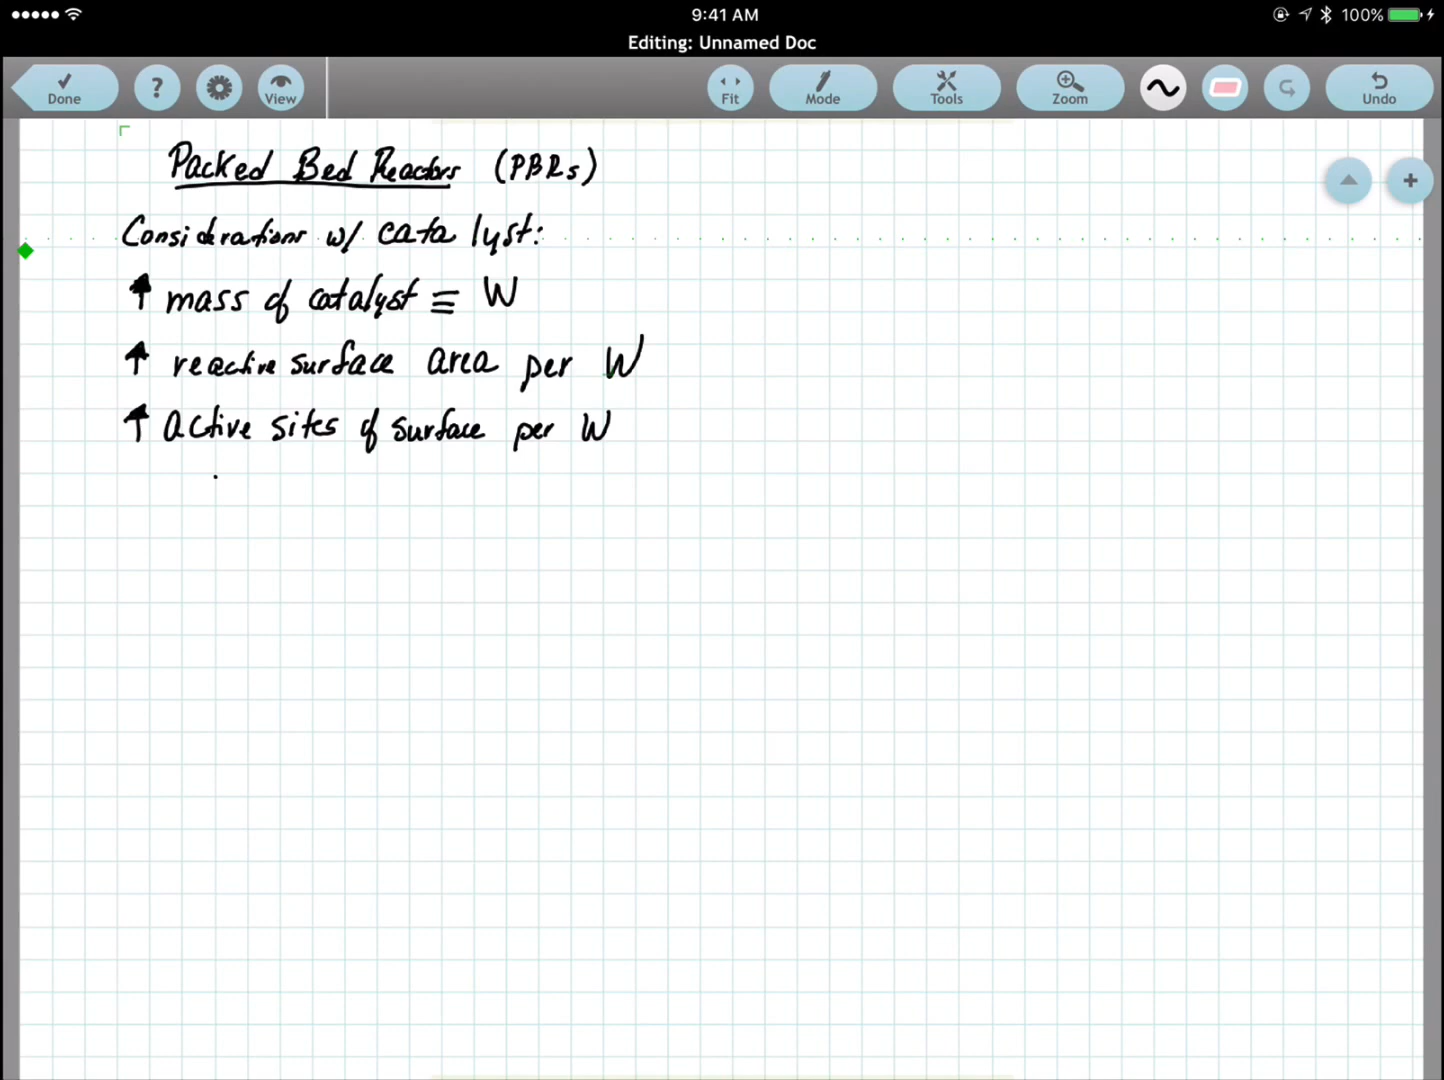 9:41 AM
100%
Editing: Unnamed Doc
Done
?
View
Fit
Mode
Tools
Zoom
Undo
Packed Bed Reactors (PBRs)
Considerations w/ catalyst:
↑ mass of catalyst ≡ W
↑ reactive surface area per W
↑ active sites of surface per W